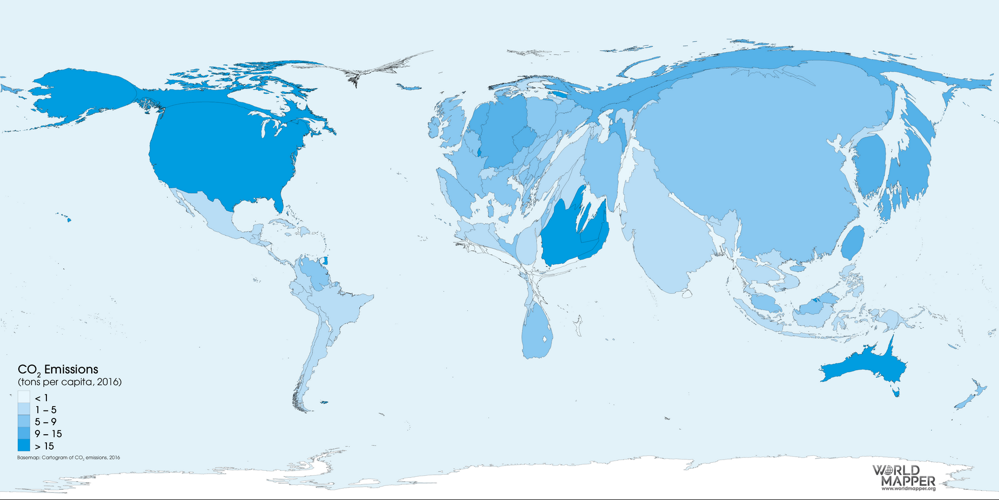 CO2 Emissions
(tons per capita, 2016)
< 1
1 – 5
5 – 9
9 – 15
> 15
Basemap: Cartogram of CO2 emissions, 2016
WORLD
MAPPER
www.worldmapper.org